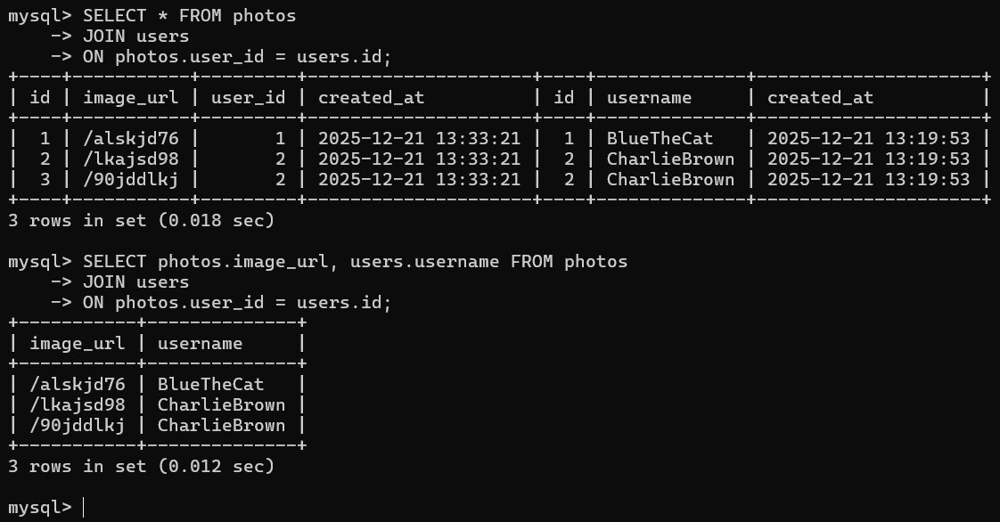 mysql> SELECT * FROM photos
    -> JOIN users
    -> ON photos.user_id = users.id;
+----+-----------+---------+---------------------+----+--------------+---------------------+
| id | image_url | user_id | created_at          | id | username     | created_at          |
+----+-----------+---------+---------------------+----+--------------+---------------------+
|  1 | /alskjd76 |       1 | 2025-12-21 13:33:21 |  1 | BlueTheCat   | 2025-12-21 13:19:53 |
|  2 | /lkajsd98 |       2 | 2025-12-21 13:33:21 |  2 | CharlieBrown | 2025-12-21 13:19:53 |
|  3 | /90jddlkj |       2 | 2025-12-21 13:33:21 |  2 | CharlieBrown | 2025-12-21 13:19:53 |
+----+-----------+---------+---------------------+----+--------------+---------------------+
3 rows in set (0.018 sec)

mysql> SELECT photos.image_url, users.username FROM photos
    -> JOIN users
    -> ON photos.user_id = users.id;
+-----------+--------------+
| image_url | username     |
+-----------+--------------+
| /alskjd76 | BlueTheCat   |
| /lkajsd98 | CharlieBrown |
| /90jddlkj | CharlieBrown |
+-----------+--------------+
3 rows in set (0.012 sec)

mysql>